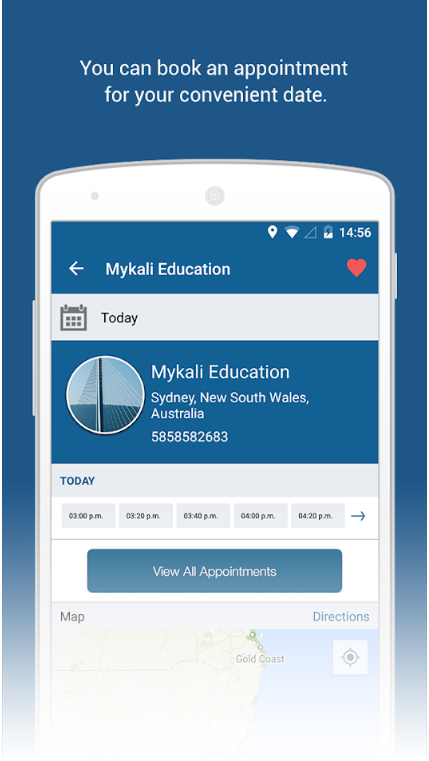 You can book an appointment
for your convenient date.
14:56
Mykali Education
Today
Mykali Education
Sydney, New South Wales,
Australia
5858582683
TODAY
03:00 p.m. 03:20 p.m. 03:40 p.m. 04:00 p.m. 04:20 p.m.
View All Appointments
Map Directions
Gold Coast